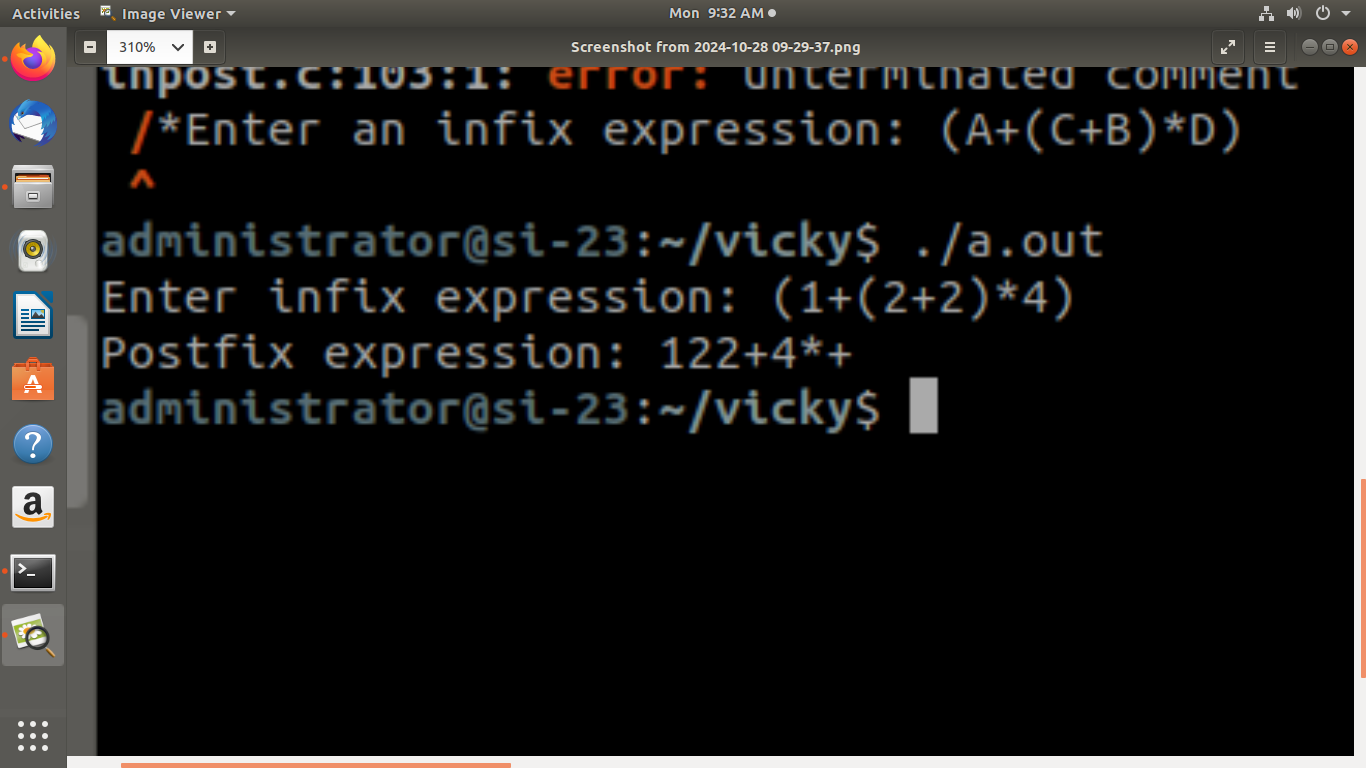 Activities Image Viewer Mon 9:32 AM
310% Screenshot from 2024-10-28 09-29-37.png
inpost.c:103:1: error: unterminated comment
/*Enter an infix expression: (A+(C+B)*D)
^
administrator@si-23:~/vicky$ ./a.out
Enter infix expression: (1+(2+2)*4)
Postfix expression: 122+4*+
administrator@si-23:~/vicky$